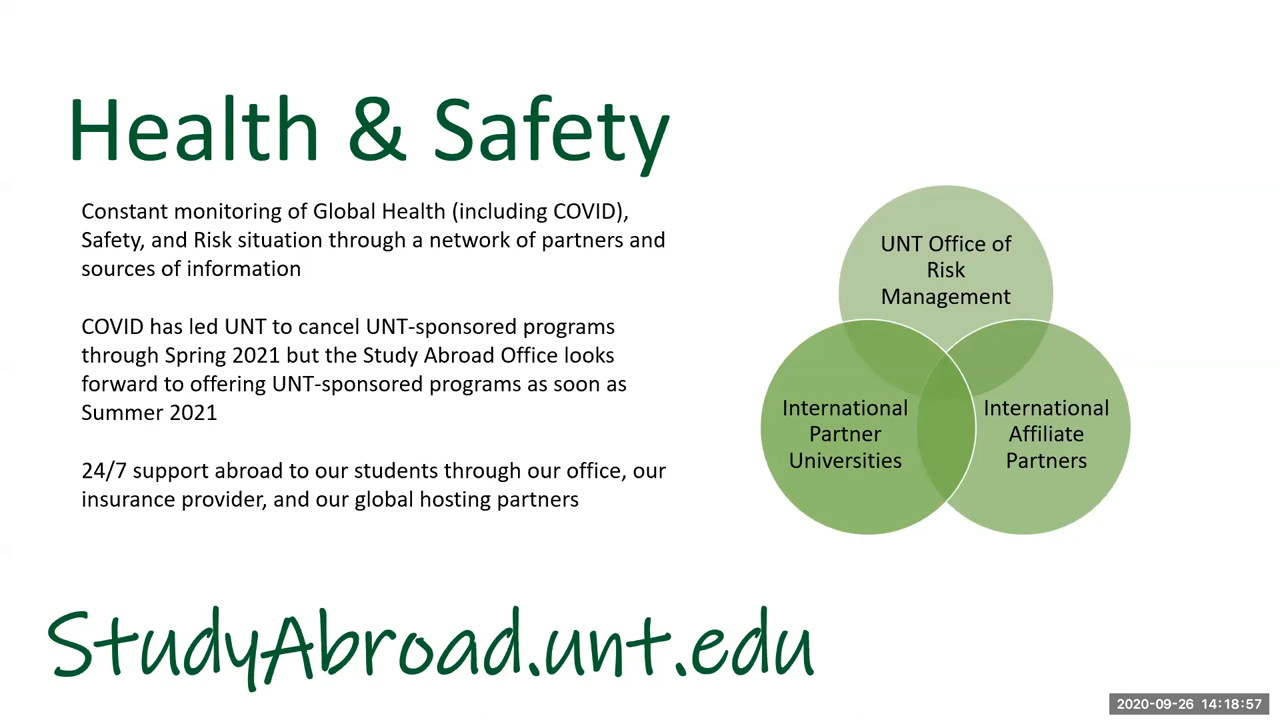 Health & Safety
Constant monitoring of Global Health (including COVID),
Safety, and Risk situation through a network of partners and
sources of information
COVID has led UNT to cancel UNT-sponsored programs
through Spring 2021 but the Study Abroad Office looks
forward to offering UNT-sponsored programs as soon as
Summer 2021
24/7 support abroad to our students through our office, our
insurance provider, and our global hosting partners
UNT Office of
Risk
Management
International
Partner
Universities
International
Affiliate
Partners
StudyAbroad.unt.edu
2020-09-26 14:18:57